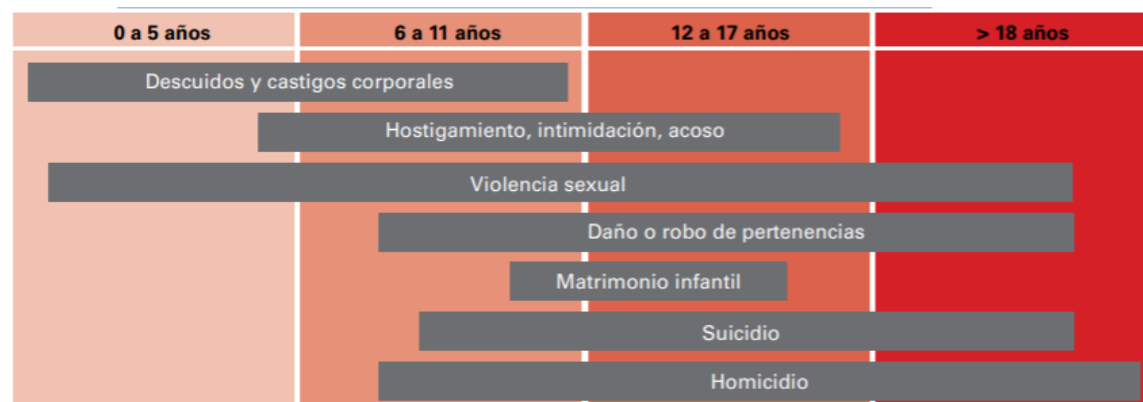 0 a 5 años
6 a 11 años
12 a 17 años
> 18 años
Descuidos y castigos corporales
Hostigamiento, intimidación, acoso
Violencia sexual
Daño o robo de pertenencias
Matrimonio infantil
Suicidio
Homicidio